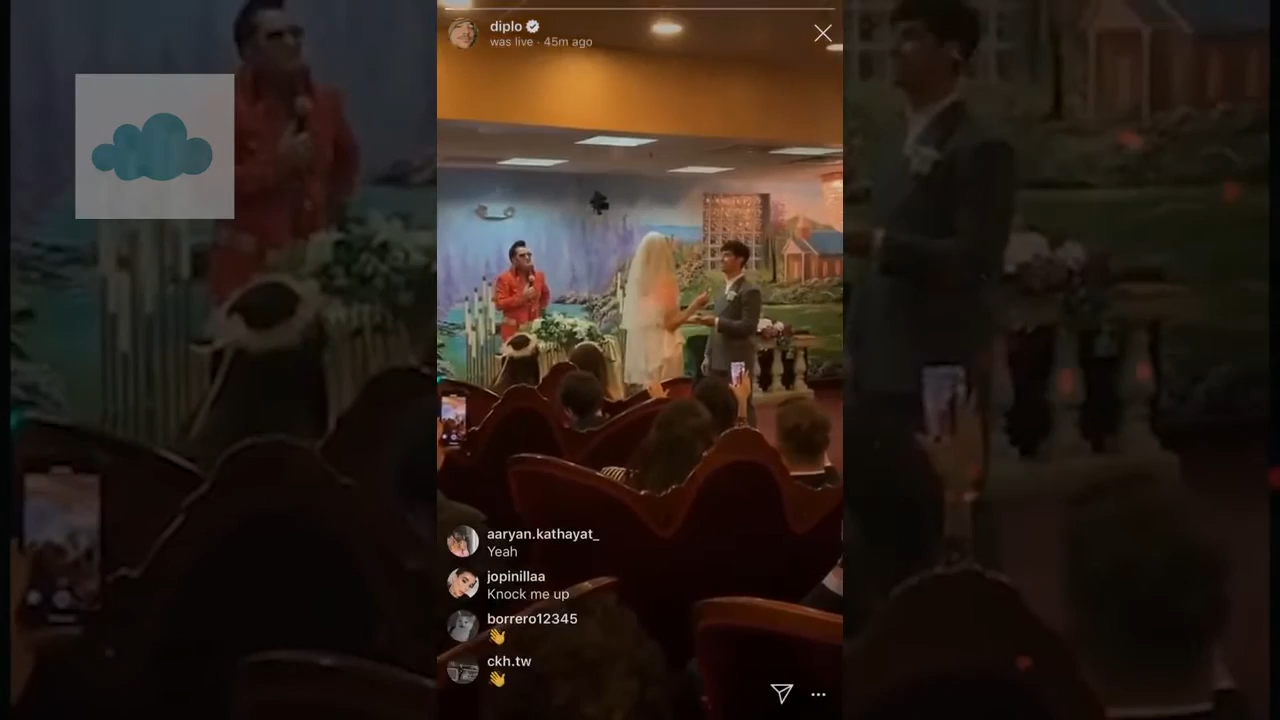 diplo
was live · 45m ago
aaryan.kathayat_
Yeah
jopinillaa
Knock me up
borrero12345
👋
ckh.tw
👋